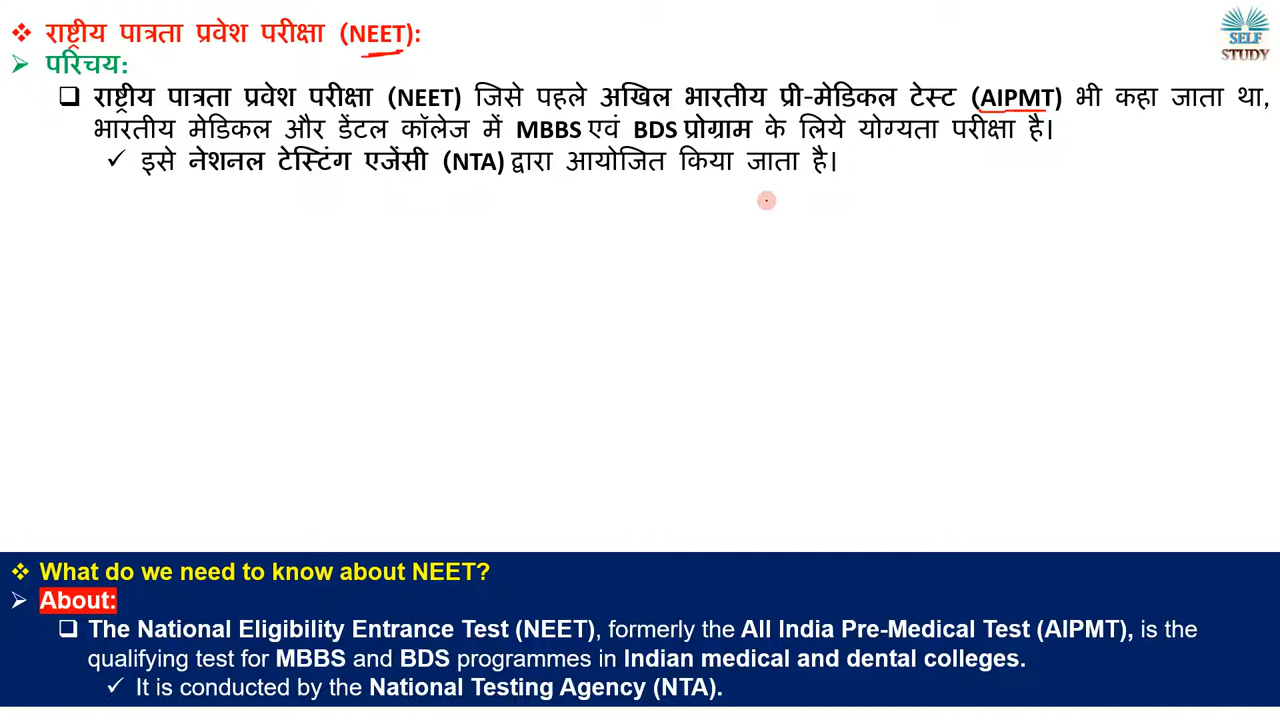 ❖ राष्ट्रीय पात्रता प्रवेश परीक्षा (NEET):
➢ परिचय:
❑ राष्ट्रीय पात्रता प्रवेश परीक्षा (NEET) जिसे पहले अखिल भारतीय प्री-मेडिकल टेस्ट (AIPMT) भी कहा जाता था,
भारतीय मेडिकल और डेंटल कॉलेज में MBBS एवं BDS प्रोग्राम के लिये योग्यता परीक्षा है।
✓ इसे नेशनल टेस्टिंग एजेंसी (NTA) द्वारा आयोजित किया जाता है।
SELF
STUDY
❖ What do we need to know about NEET?
➢ About:
❑ The National Eligibility Entrance Test (NEET), formerly the All India Pre-Medical Test (AIPMT), is the
qualifying test for MBBS and BDS programmes in Indian medical and dental colleges.
✓ It is conducted by the National Testing Agency (NTA).